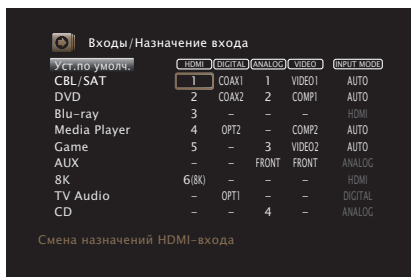 Входы/Назначение входа
Уст.по умолч. HDMI DIGITAL ANALOG VIDEO INPUT MODE
CBL/SAT 1 COAX1 1 VIDEO1 AUTO
DVD 2 COAX2 2 COMP1 AUTO
Blu-ray 3 – – – HDMI
Media Player 4 OPT2 – COMP2 AUTO
Game 5 – 3 VIDEO2 AUTO
AUX – – FRONT FRONT ANALOG
8K 6(8K) – – – HDMI
TV Audio – OPT1 – – DIGITAL
CD – – 4 – ANALOG
Смена назначений HDMI-входа